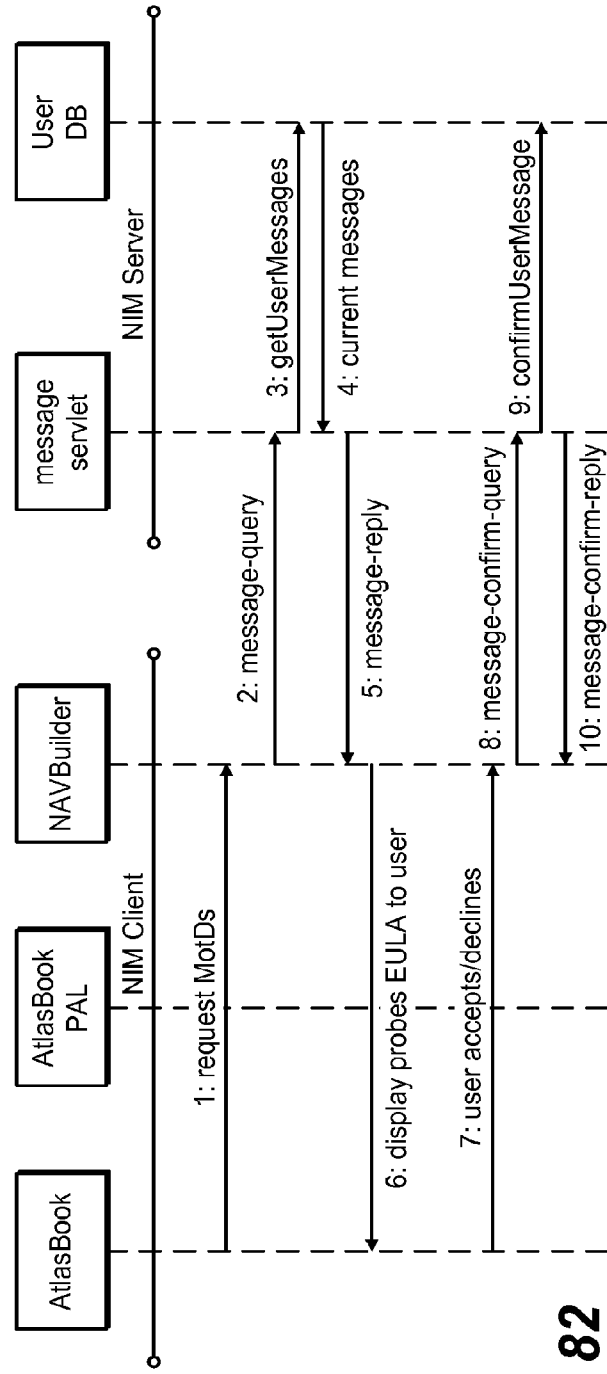 AtlasBook
AtlasBook
PAL
NAVBuilder
message
servlet
User
DB
NIM Client
NIM Server
1: request MotDs
2: message-query
3: getUserMessages
4: current messages
5: message-reply
6: display probes EULA to user
7: user accepts/declines
8: message-confirm-query
9: confirmUserMessage
10: message-confirm-reply
82